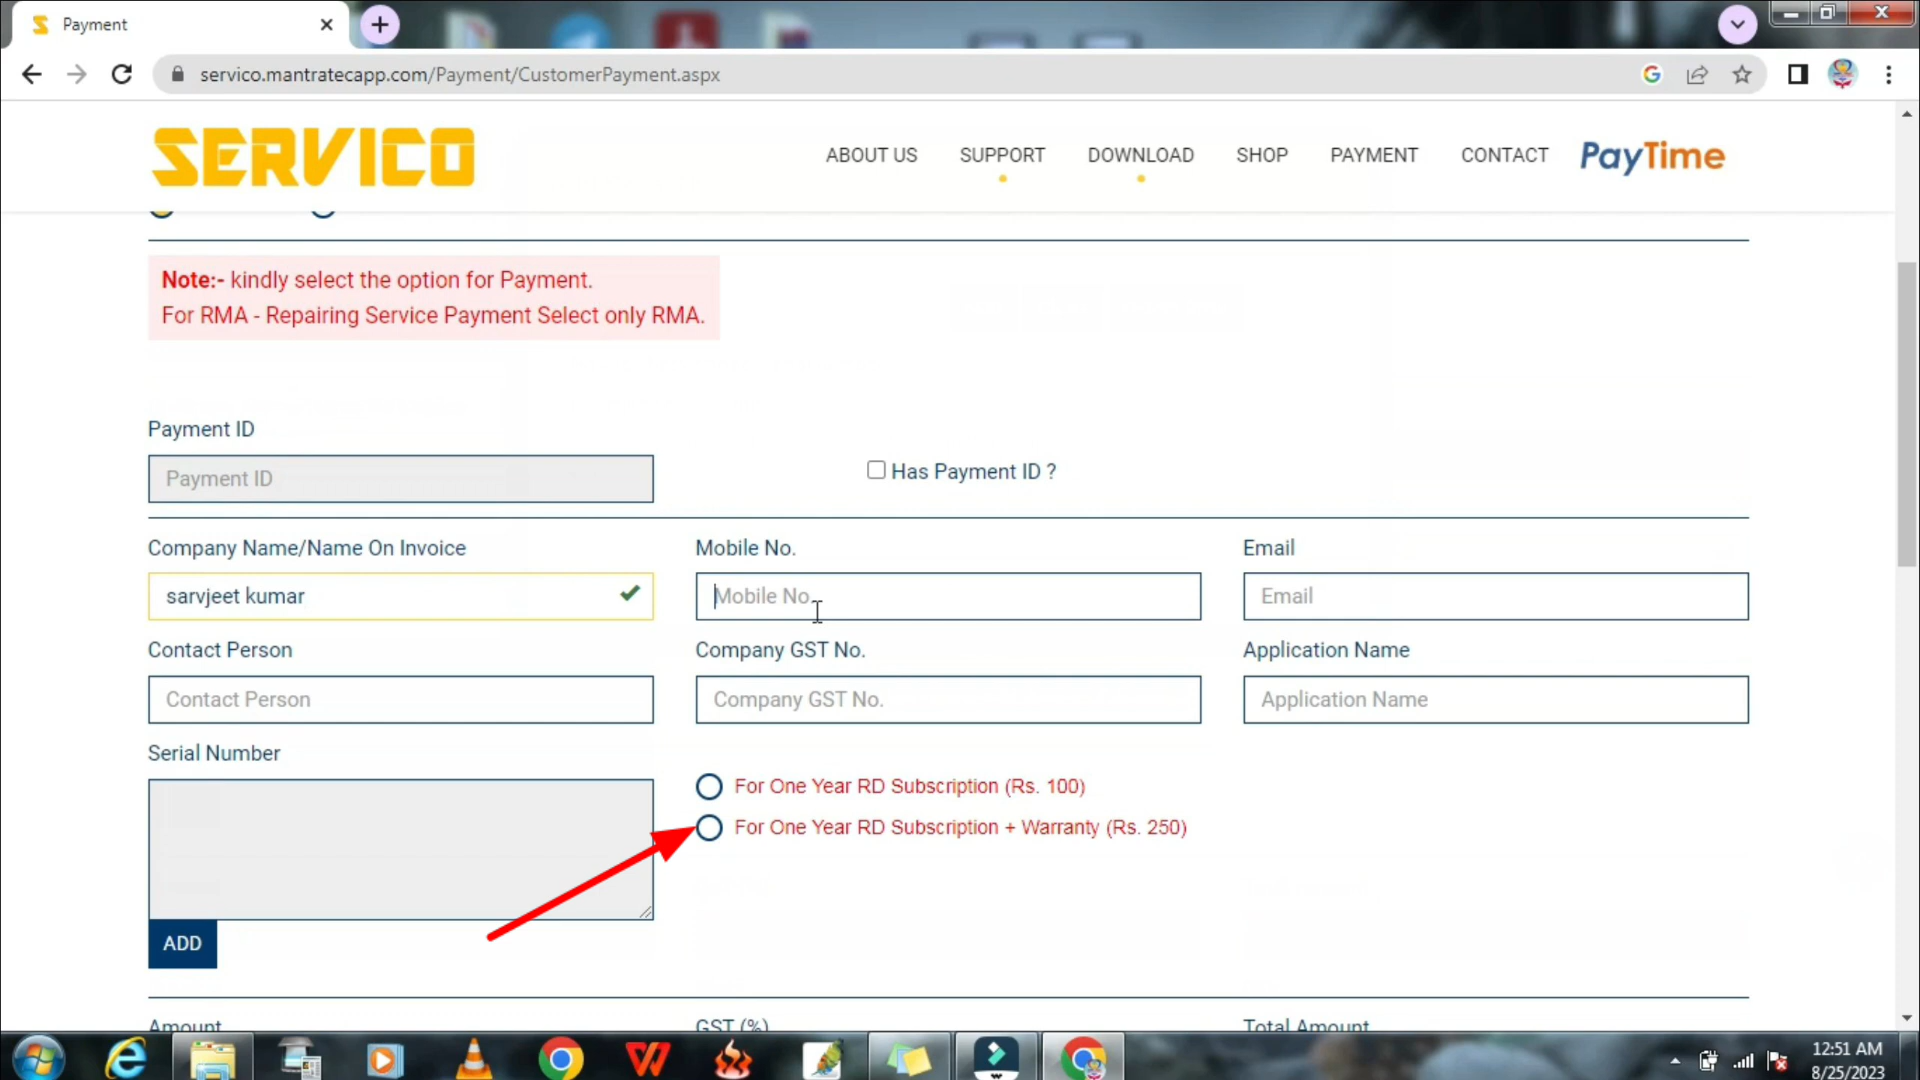 Payment
servico.mantratecapp.com/Payment/CustomerPayment.aspx
SERVICO
ABOUT US
SUPPORT
DOWNLOAD
SHOP
PAYMENT
CONTACT
PayTime
Note:- kindly select the option for Payment.
For RMA - Repairing Service Payment Select only RMA.
Payment ID
Payment ID
Has Payment ID ?
Company Name/Name On Invoice
Mobile No.
Email
sarvjeet kumar
Mobile No.
Email
Contact Person
Company GST No.
Application Name
Contact Person
Company GST No.
Application Name
Serial Number
For One Year RD Subscription (Rs. 100)
For One Year RD Subscription + Warranty (Rs. 250)
ADD
Amount
GST (%)
Total Amount
12:51 AM
8/25/2023